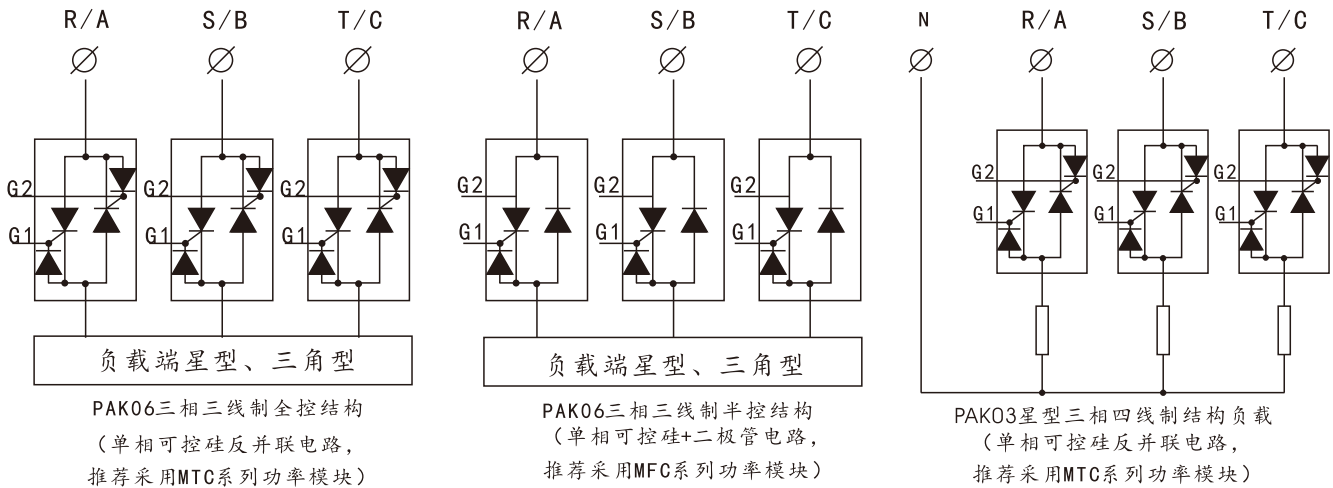 R/A S/B T/C
G2 G2 G2
G1 G1 G1
负载端星型、三角型
PAK06三相三线制全控结构
(单相可控硅反并联电路,
推荐采用MTC系列功率模块)
R/A S/B T/C
G2 G2 G2
G1 G1 G1
负载端星型、三角型
PAK06三相三线制半控结构
(单相可控硅+二极管电路,
推荐采用MFC系列功率模块)
N R/A S/B T/C
G2 G2 G2
G1 G1 G1
PAK03星型三相四线制结构负载
(单相可控硅反并联电路,
推荐采用MTC系列功率模块)